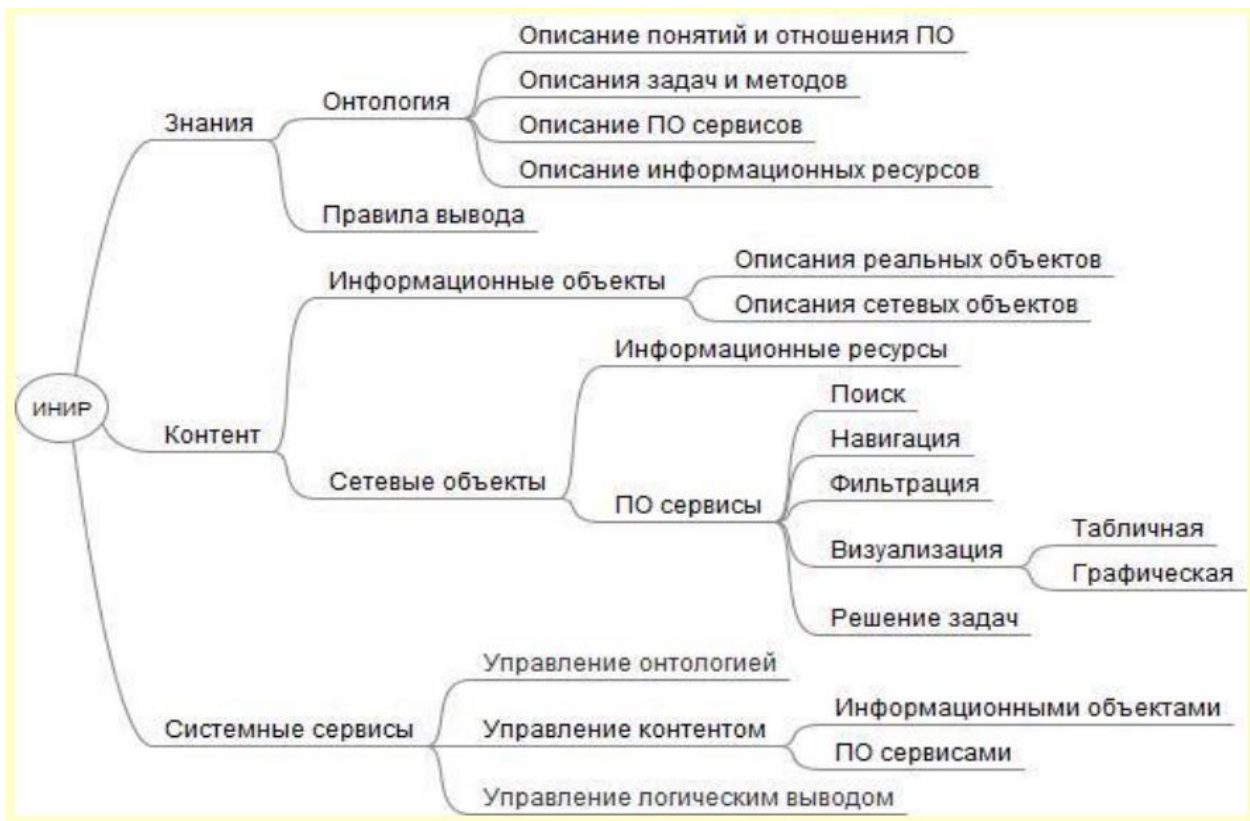 Описание понятий и отношения ПО
Описания задач и методов
Онтология
Знания
Описание ПО сервисов
Описание информационных ресурсов
Правила вывода
Описания реальных объектов
Информационные объекты
Описания сетевых объектов
Информационные ресурсы
Поиск
ИНИР
Контент
Навигация
Сетевые объекты
Фильтрация
ПО сервисы
Табличная
Визуализация
Графическая
Решение задач
Управление онтологией
Информационными объектами
Системные сервисы
Управление контентом
ПО сервисами
Управление логическим выводом